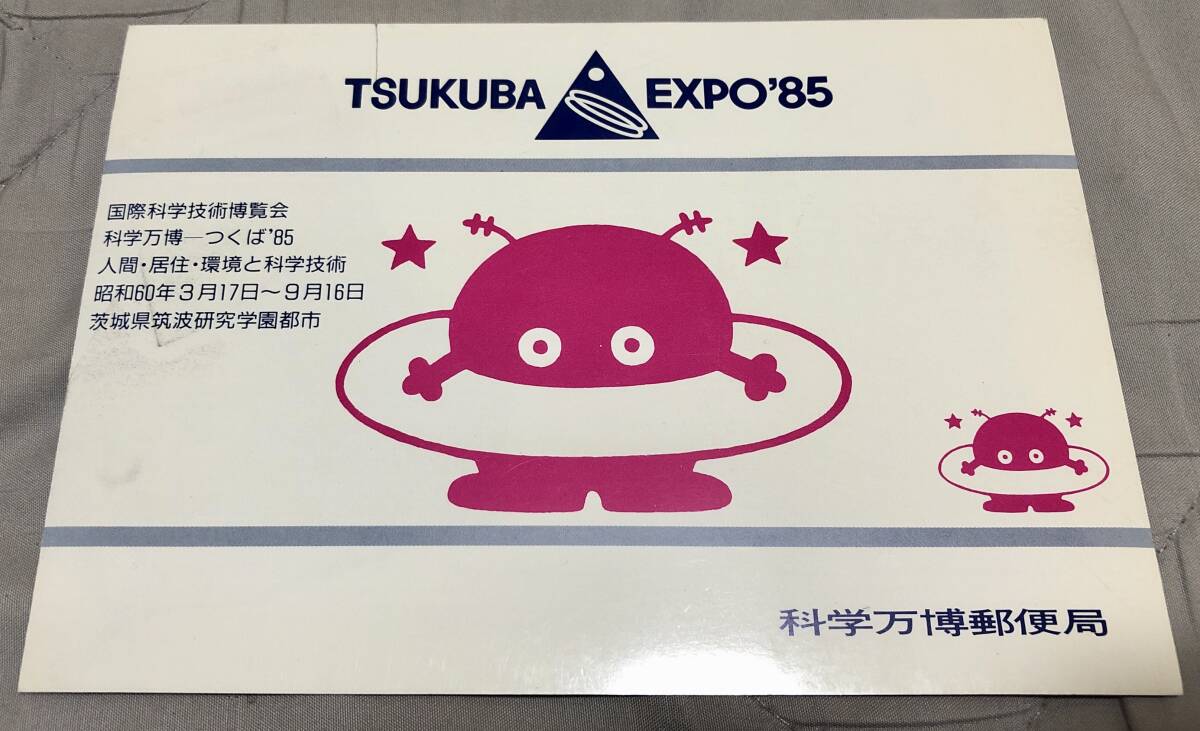 TSUKUBA EXPO'85
国際科学技術博覧会
科学万博―つくば'85
人間・居住・環境と科学技術
昭和60年3月17日～9月16日
茨城県筑波研究学園都市
科学万博郵便局